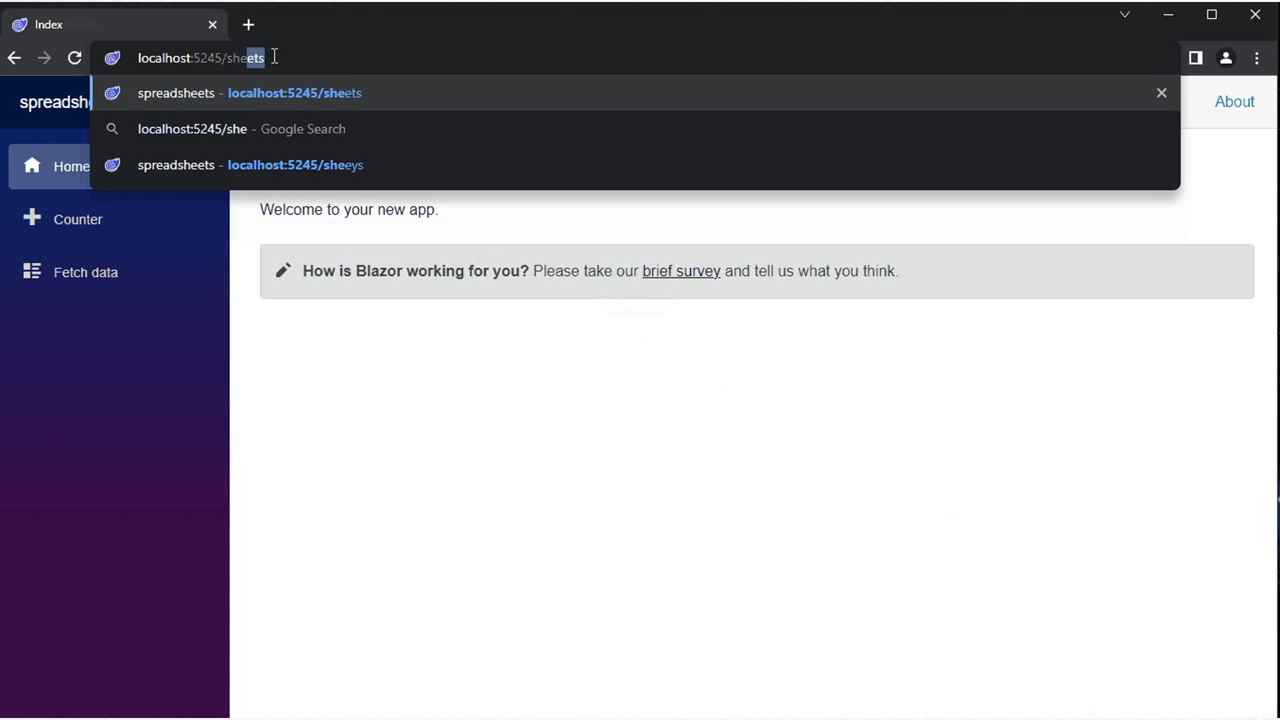 Index
localhost:5245/sheets
spreadsheets - localhost:5245/sheets
localhost:5245/she - Google Search
spreadsheets - localhost:5245/sheeys
About
Home
Counter
Fetch data
Welcome to your new app.
How is Blazor working for you? Please take our brief survey and tell us what you think.